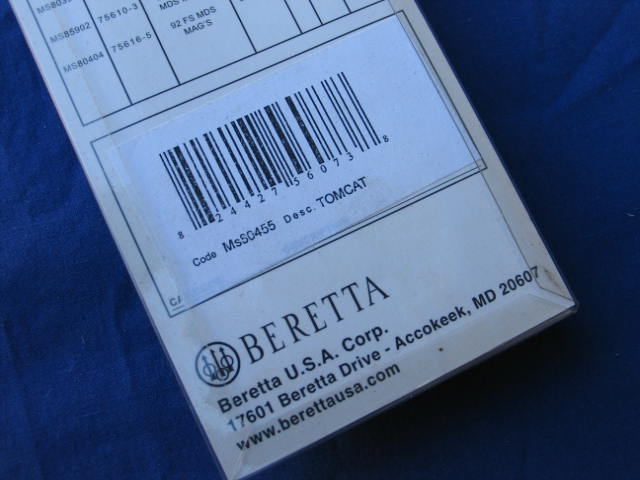 75610-3
MDS
MS85902
75616-5
92 FS MDS
MAG'S
MS80404
8 24427 56073 8
Code Ms80455 Desc. TOMCAT
BERETTA
Beretta U.S.A. Corp.
17601 Beretta Drive - Accokeek, MD 20607
www.berettausa.com